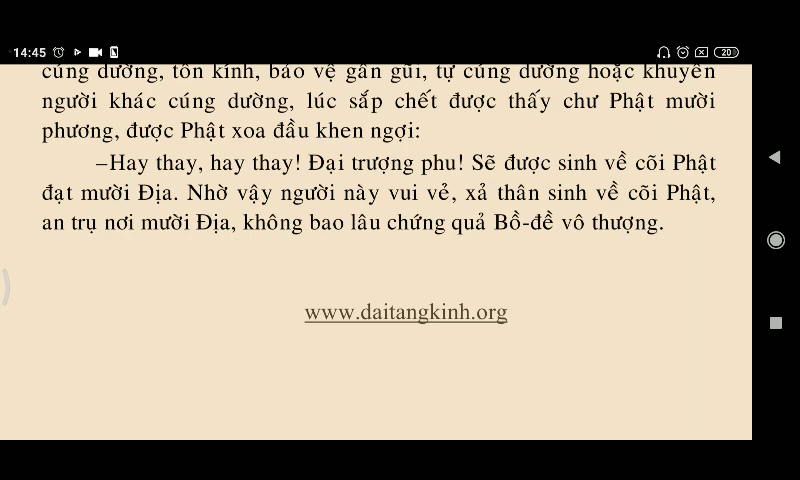 14:45
20
cúng dường, tôn kính, bảo vệ gần gũi, tự cúng dường hoặc khuyên
người khác cúng dường, lúc sắp chết được thấy chư Phật mười
phương, được Phật xoa đầu khen ngợi:
–Hay thay, hay thay! Đại trượng phu! Sẽ được sinh về cõi Phật
đạt mười Địa. Nhờ vậy người này vui vẻ, xả thân sinh về cõi Phật,
an trụ nơi mười Địa, không bao lâu chứng quả Bồ-đề vô thượng.
www.daitangkinh.org